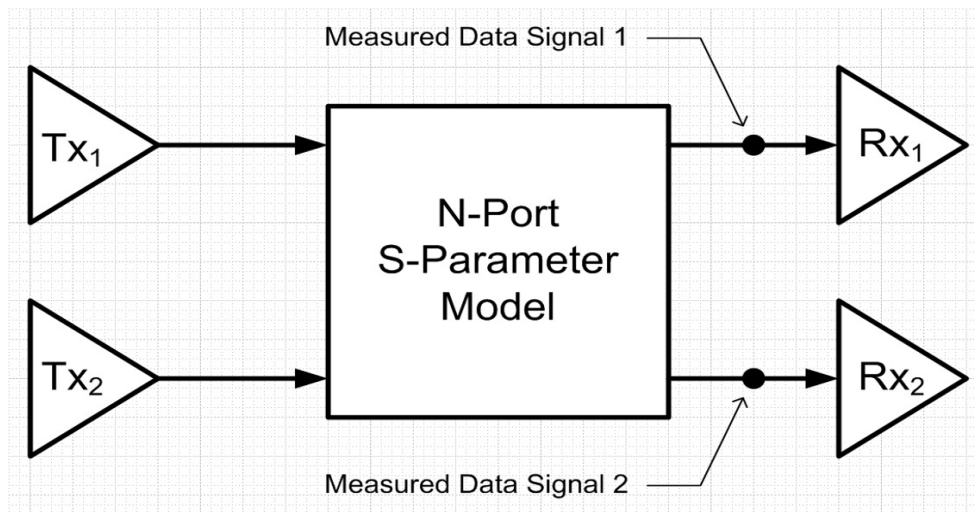 Measured Data Signal 1
Tx₁
Rx₁
N-Port
S-Parameter
Model
Tx₂
Rx₂
Measured Data Signal 2